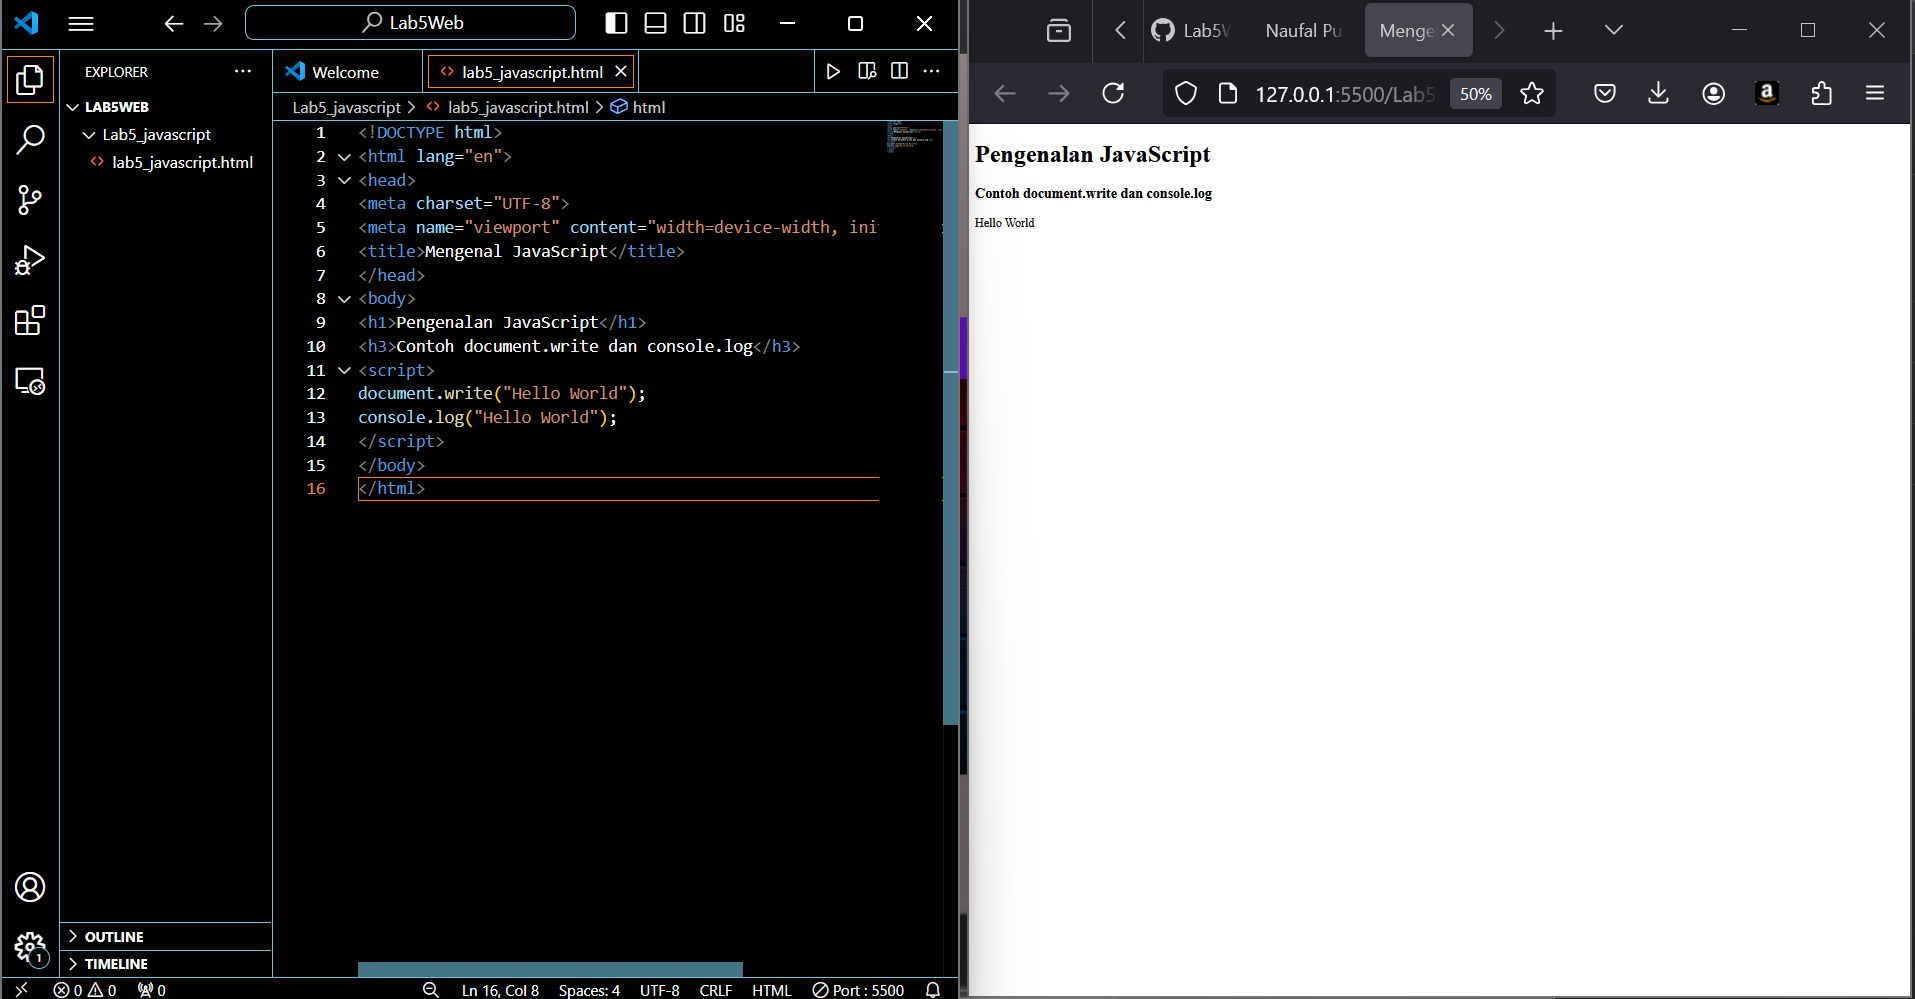 Lab5Web
EXPLORER
LAB5WEB
Lab5_javascript
lab5_javascript.html
OUTLINE
TIMELINE
Welcome
lab5_javascript.html
Lab5_javascript > lab5_javascript.html > html
1 <!DOCTYPE html>
2 <html lang="en">
3 <head>
4 <meta charset="UTF-8">
5 <meta name="viewport" content="width=device-width, ini
6 <title>Mengenal JavaScript</title>
7 </head>
8 <body>
9 <h1>Pengenalan JavaScript</h1>
10 <h3>Contoh document.write dan console.log</h3>
11 <script>
12 document.write("Hello World");
13 console.log("Hello World");
14 </script>
15 </body>
16 </html>
1
0 0 0 Ln 16, Col 8 Spaces: 4 UTF-8 CRLF HTML Port : 5500
Lab5W Naufal Pu Menge
127.0.0.1:5500/Lab5 50%
Pengenalan JavaScript
Contoh document.write dan console.log
Hello World